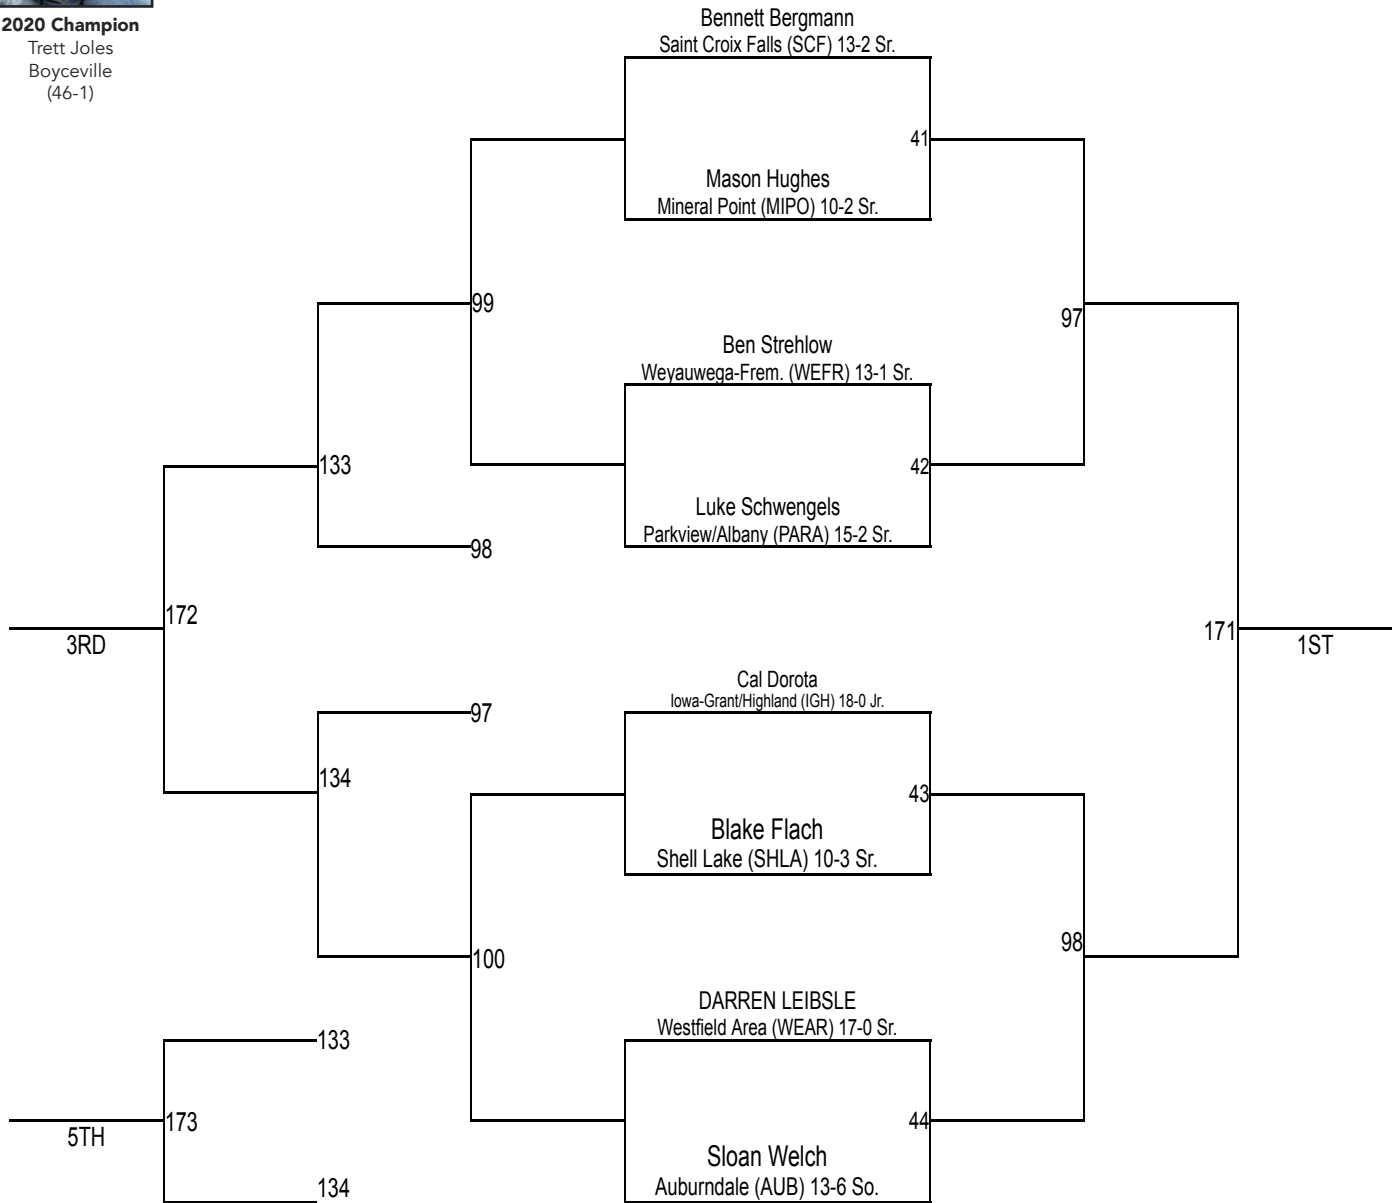 2020 Champion
Trett Joles
Boyceville
(46-1)
Bennett Bergmann
Saint Croix Falls (SCF) 13-2 Sr.
41
Mason Hughes
Mineral Point (MIPO) 10-2 Sr.
99
97
Ben Strehlow
Weyauwega-Frem. (WEFR) 13-1 Sr.
133
42
Luke Schwengels
Parkview/Albany (PARA) 15-2 Sr.
98
172
3RD
171
1ST
Cal Dorota
Iowa-Grant/Highland (IGH) 18-0 Jr.
97
134
43
Blake Flach
Shell Lake (SHLA) 10-3 Sr.
100
98
DARREN LEIBSLE
Westfield Area (WEAR) 17-0 Sr.
133
173
5TH
44
Sloan Welch
Auburndale (AUB) 13-6 So.
134